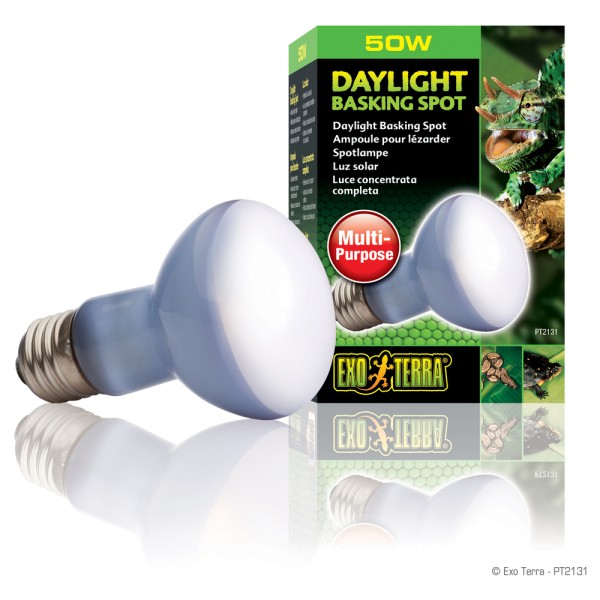 50W
DAYLIGHT
BASKING SPOT
Daylight Basking Spot
Ampoule pour lézarder
Spotlampe
Luz solar
Luce concentrata
completa
Multi-
Purpose
PT2131
EXO TERRA
© Exo Terra - PT2131